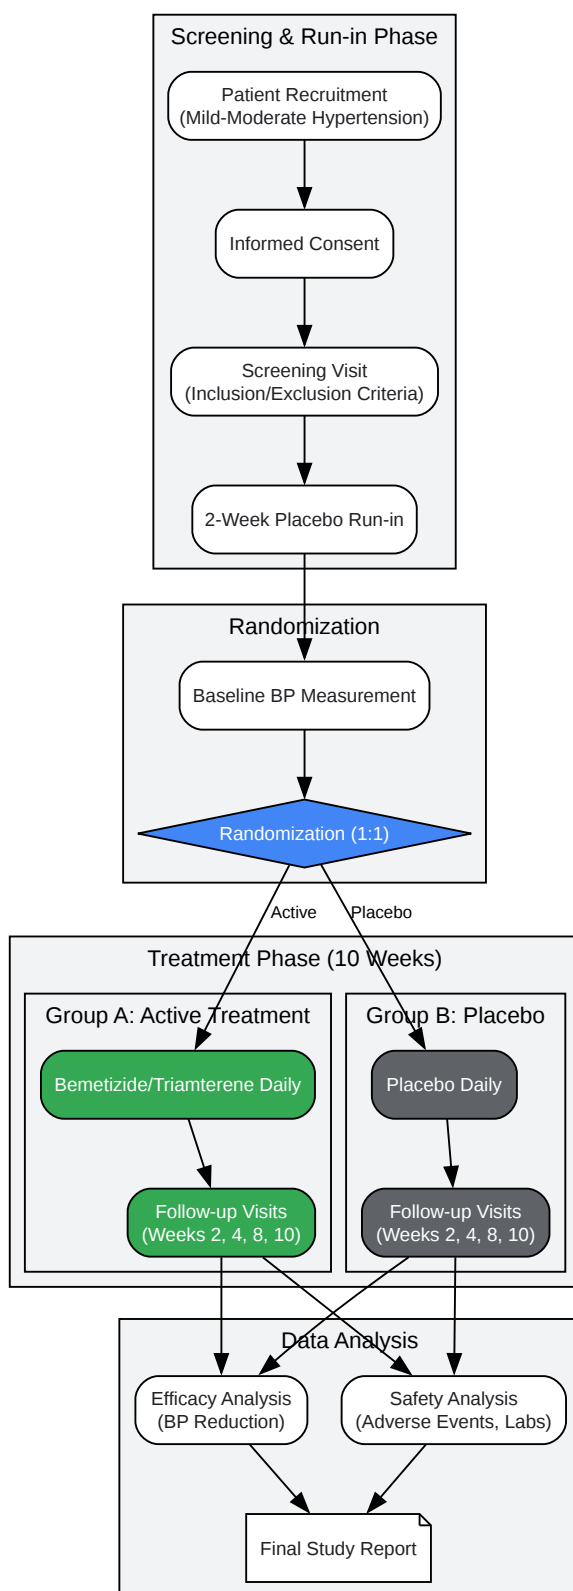 Screening & Run-in Phase
Patient Recruitment
(Mild-Moderate Hypertension)
Informed Consent
Screening Visit
(Inclusion/Exclusion Criteria)
2-Week Placebo Run-in
Randomization
Baseline BP Measurement
Randomization (1:1)
Active
Placebo
Treatment Phase (10 Weeks)
Group A: Active Treatment
Group B: Placebo
Bemetizide/Triamterene Daily
Placebo Daily
Follow-up Visits
(Weeks 2, 4, 8, 10)
Follow-up Visits
(Weeks 2, 4, 8, 10)
Data Analysis
Efficacy Analysis
(BP Reduction)
Safety Analysis
(Adverse Events, Labs)
Final Study Report